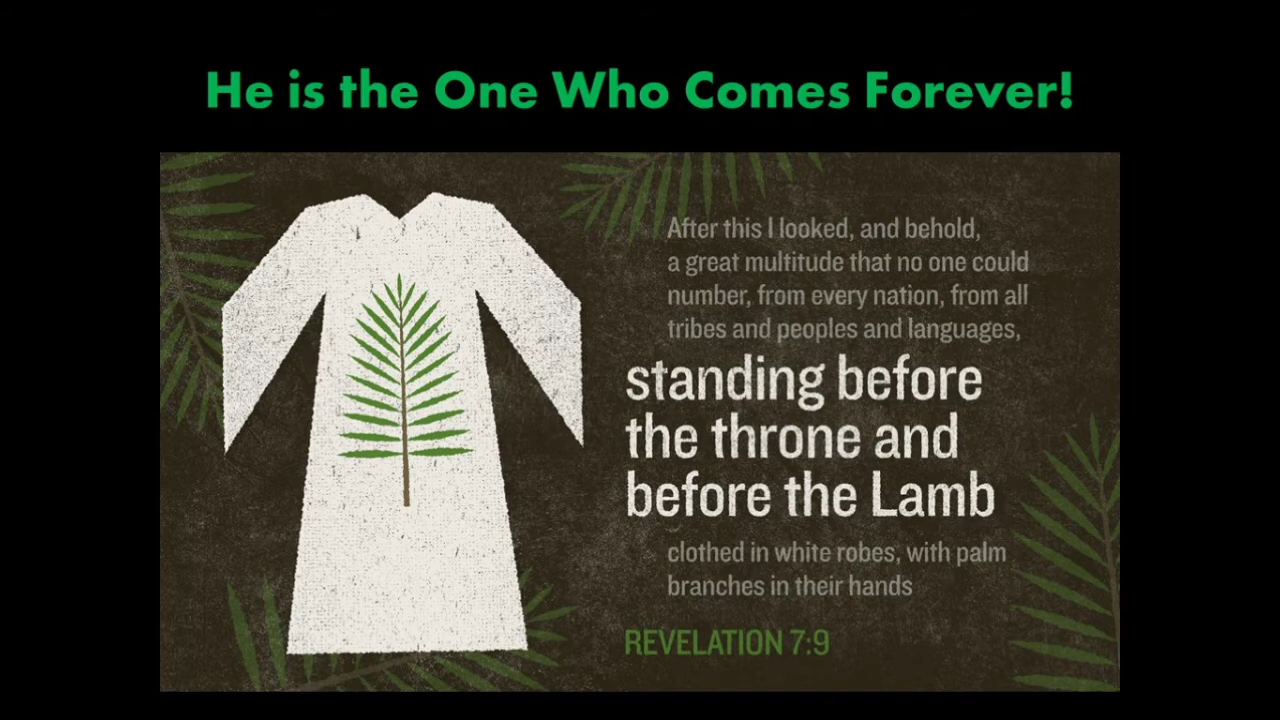 He is the One Who Comes Forever!
After this I looked, and behold,
a great multitude that no one could
number, from every nation, from all
tribes and peoples and languages,
standing before
the throne and
before the Lamb
clothed in white robes, with palm
branches in their hands
REVELATION 7:9